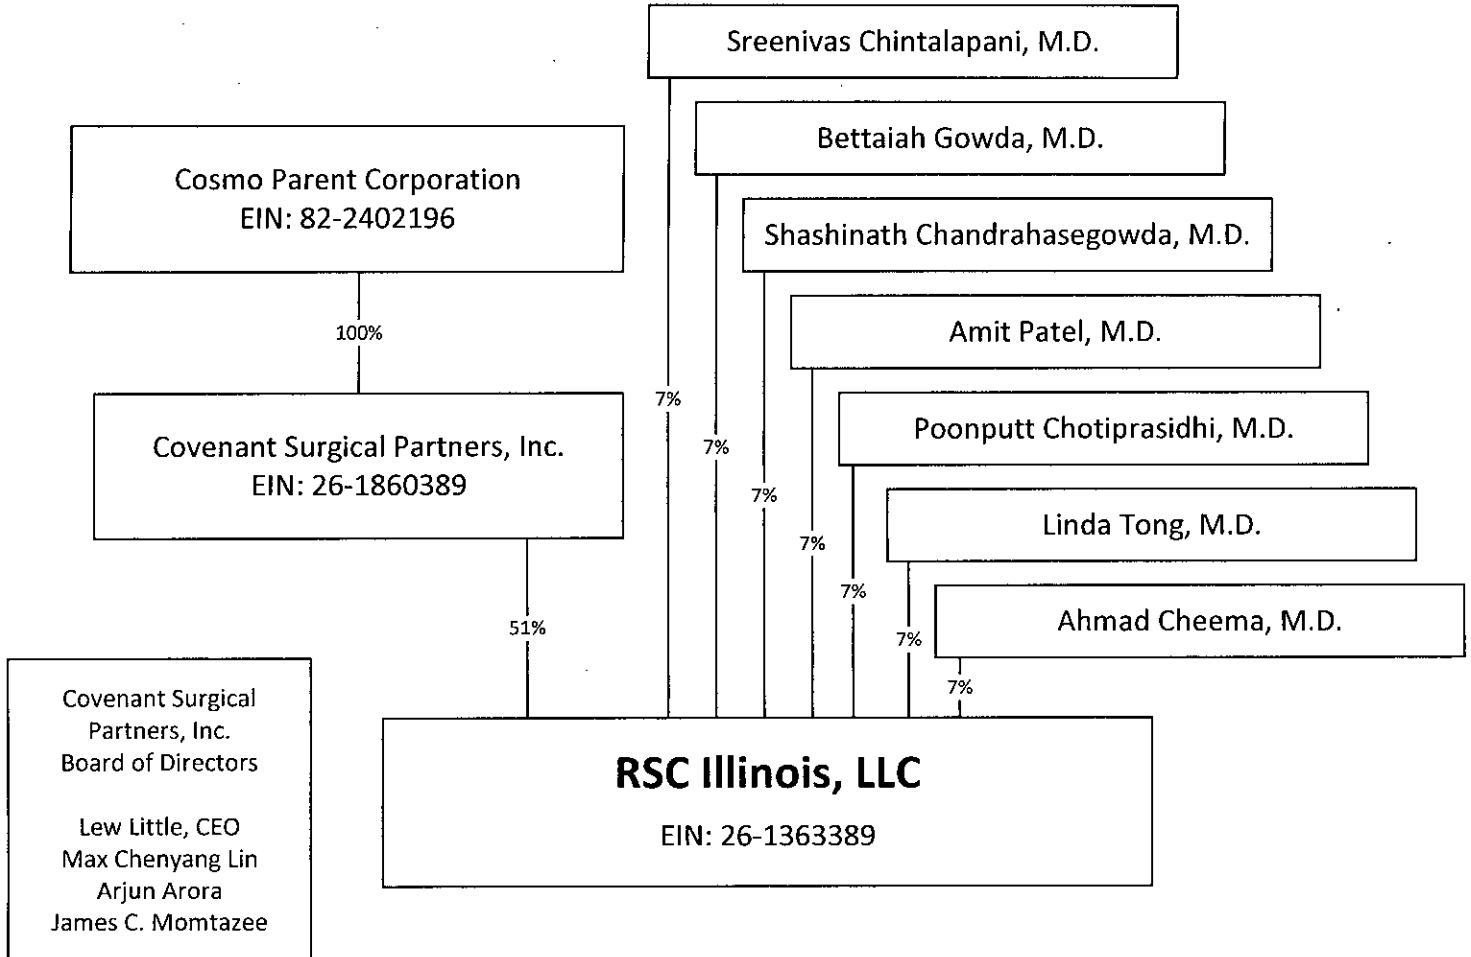 Sreenivas Chintalapani, M.D.
Bettaiah Gowda, M.D.
Cosmo Parent Corporation
EIN: 82-2402196
Shashinath Chandrahasegowda, M.D.
Amit Patel, M.D.
100%
7%
Poonputt Chotiprasidhi, M.D.
Covenant Surgical Partners, Inc.
EIN: 26-1860389
7%
7%
Linda Tong, M.D.
7%
7%
Ahmad Cheema, M.D.
51%
7%
7%
Covenant Surgical
Partners, Inc.
Board of Directors
Lew Little, CEO
Max Chenyang Lin
Arjun Arora
James C. Momtazee
RSC Illinois, LLC
EIN: 26-1363389